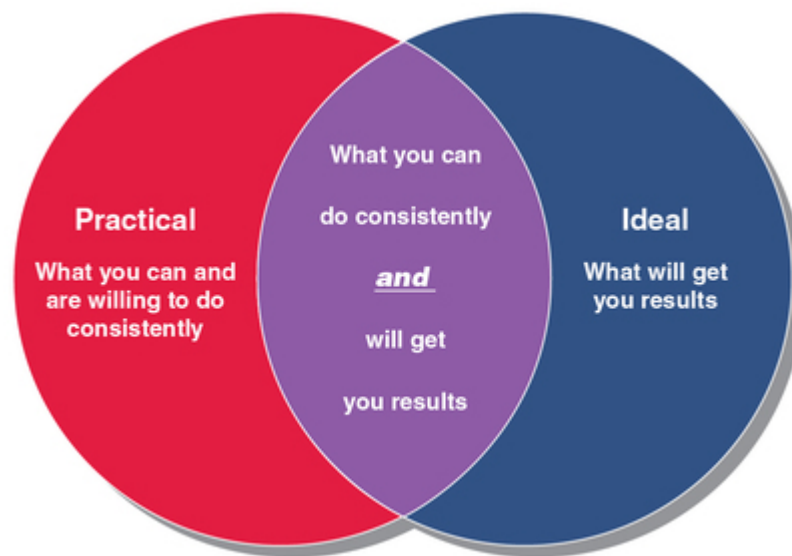 Practical
What you can and
are willing to do
consistently
What you can
do consistently
and
will get
you results
Ideal
What will get
you results